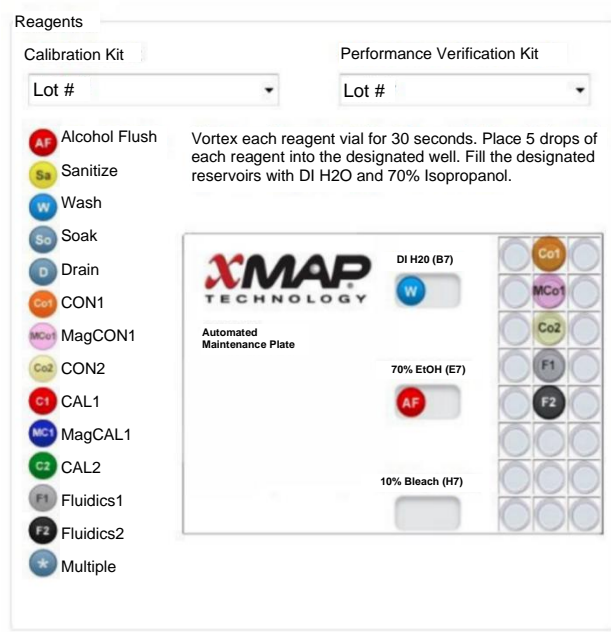 Reagents
Calibration Kit
Performance Verification Kit
Lot #
Lot #
AF Alcohol Flush
Sa Sanitize
W Wash
So Soak
D Drain
Co1 CON1
MCo1 MagCON1
Co2 CON2
C1 CAL1
MC1 MagCAL1
C2 CAL2
F1 Fluidics1
F2 Fluidics2
* Multiple
Vortex each reagent vial for 30 seconds. Place 5 drops of
each reagent into the designated well. Fill the designated
reservoirs with DI H2O and 70% Isopropanol.
XMAP
TECHNOLOGY
Automated
Maintenance Plate
DI H20 (B7)
W
70% EtOH (E7)
AF
10% Bleach (H7)
Co1
MCo1
Co2
F1
F2